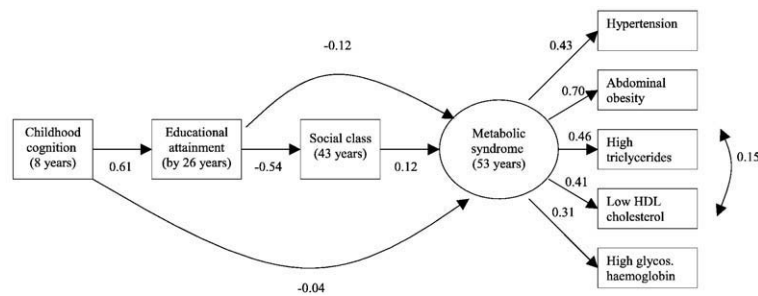 Hypertension
-0.12
0.43
Abdominal
obesity
0.70
Childhood
cognition
(8 years)
Educational
attainment
(by 26 years)
Social class
(43 years)
Metabolic
syndrome
(53 years)
0.46
High
triclycerides
0.15
0.61
-0.54
0.12
0.41
Low HDL
cholesterol
0.31
High glycos.
haemoglobin
-0.04